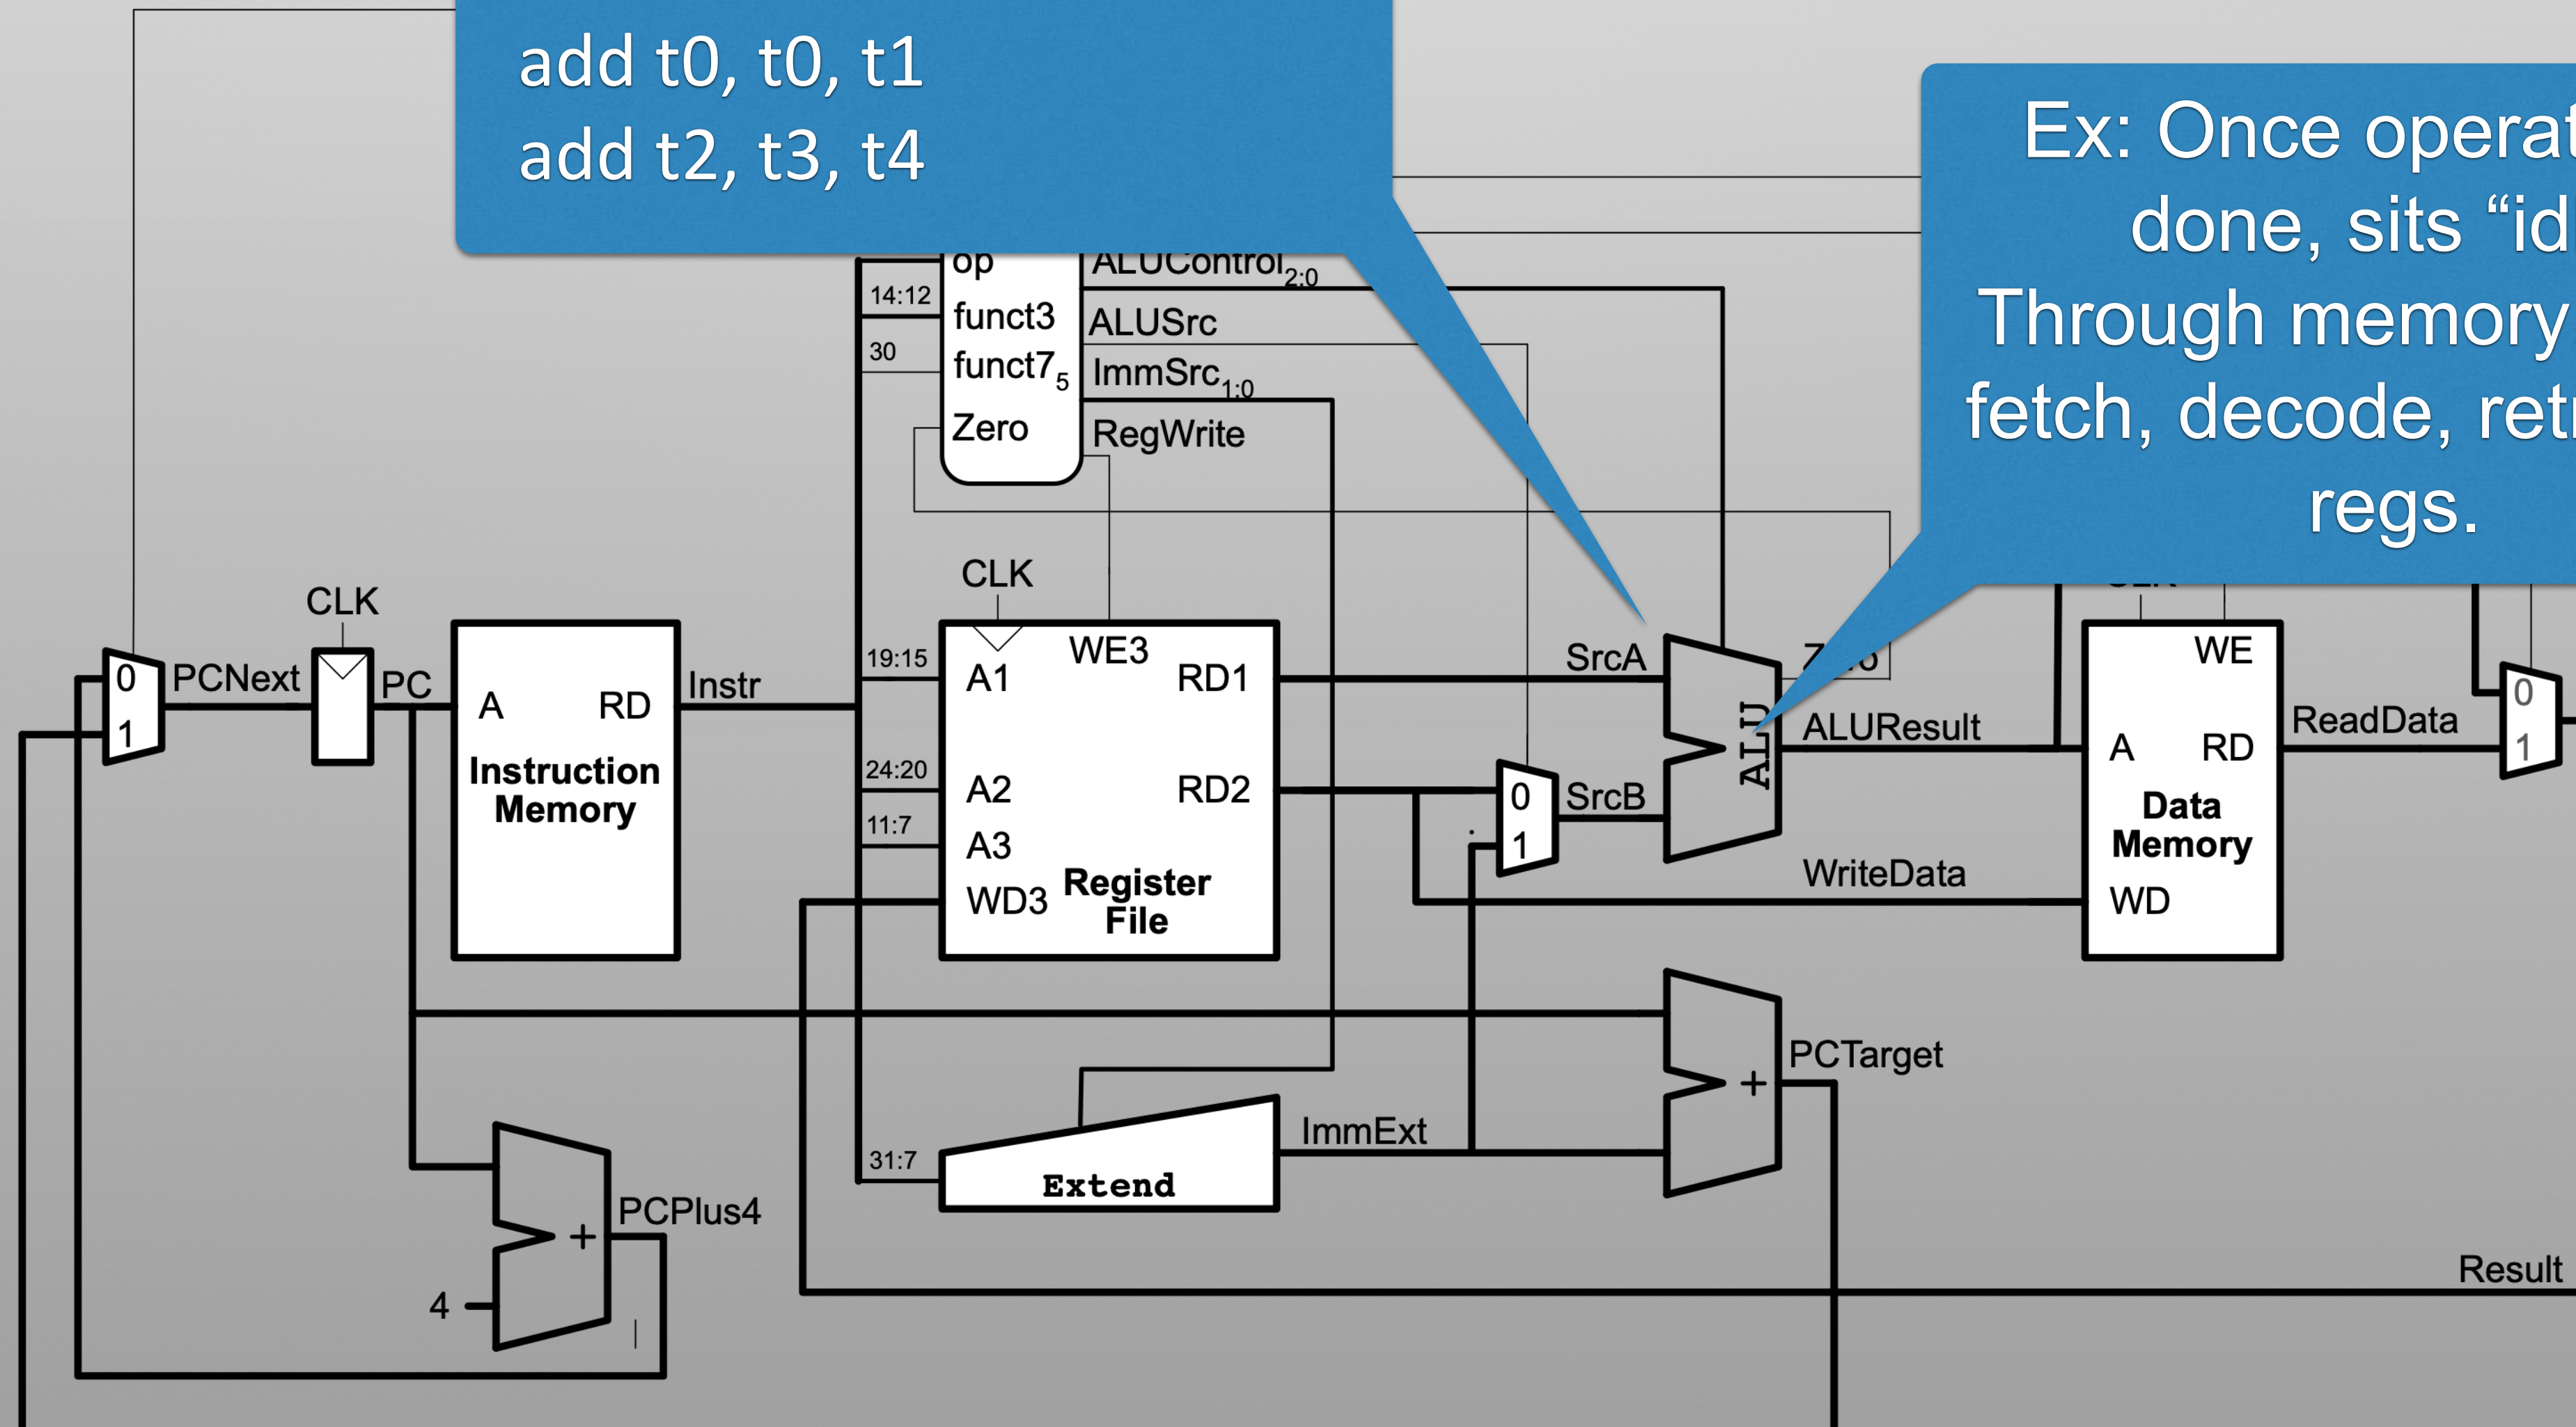 add t0, t0, t1
add t2, t3, t4
Ex: Once
done, sits
Through memory
fetch, decode,
regs.
op
14:12
funct3
30
funct7₅
Zero
ALUControl₂:₀
ALUSrc
ImmSrc₁:₀
RegWrite
CLK
0
1
PCNext
CLK
PC
A
RD
Instruction
Memory
Instr
19:15
24:20
11:7
A1
WE3
RD1
A2
RD2
A3
WD3
Register
File
SrcA
0
1
SrcB
ALU
Zero
ALUResult
WriteData
CLK
WE
A
RD
Data
Memory
WD
ReadData
0
1
31:7
Extend
ImmExt
+
PCTarget
+
PCPlus4
4
Result